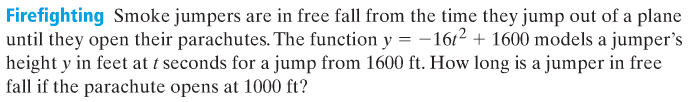 Firefighting Smoke jumpers are in free fall from the time they jump out of a plane
until they open their parachutes. The function y = −16t² + 1600 models a jumper's
height y in feet at t seconds for a jump from 1600 ft. How long is a jumper in free
fall if the parachute opens at 1000 ft?